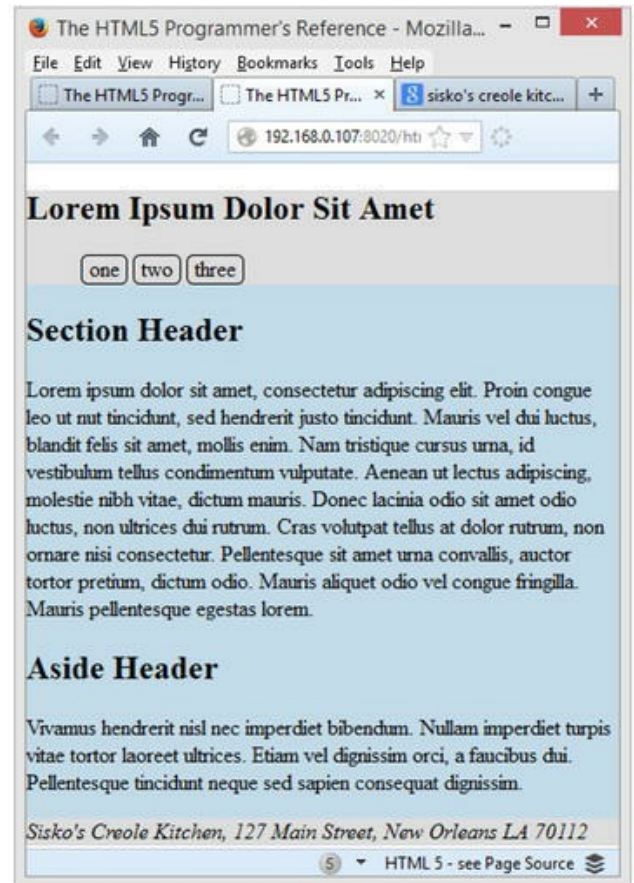 The HTML5 Programmer's Reference - Mozilla...
File Edit View History Bookmarks Tools Help
The HTML5 Progr... The HTML5 Pr... × 8 sisko's creole kitc... +
192.168.0.107:8020/htı
Lorem Ipsum Dolor Sit Amet
one two three
Section Header
Lorem ipsum dolor sit amet, consectetur adipiscing elit. Proin congue
leo ut nut tincidunt, sed hendrerit justo tincidunt. Mauris vel dui luctus,
blandit felis sit amet, mollis enim. Nam tristique cursus urna, id
vestibulum tellus condimentum vulputate. Aenean ut lectus adipiscing,
molestie nibh vitae, dictum mauris. Donec lacinia odio sit amet odio
luctus, non ultrices dui rutrum. Cras volutpat tellus at dolor rutrum, non
ornare nisi consectetur. Pellentesque sit amet urna convallis, auctor
tortor pretium, dictum odio. Mauris aliquet odio vel congue fringilla.
Mauris pellentesque egestas lorem.
Aside Header
Vivamus hendrerit nisl nec imperdiet bibendum. Nullam imperdiet turpis
vitae tortor laoreet ultrices. Etiam vel dignissim orci, a faucibus dui.
Pellentesque tincidunt neque sed sapien consequat dignissim.
Sisko's Creole Kitchen, 127 Main Street, New Orleans LA 70112
5 HTML 5 - see Page Source